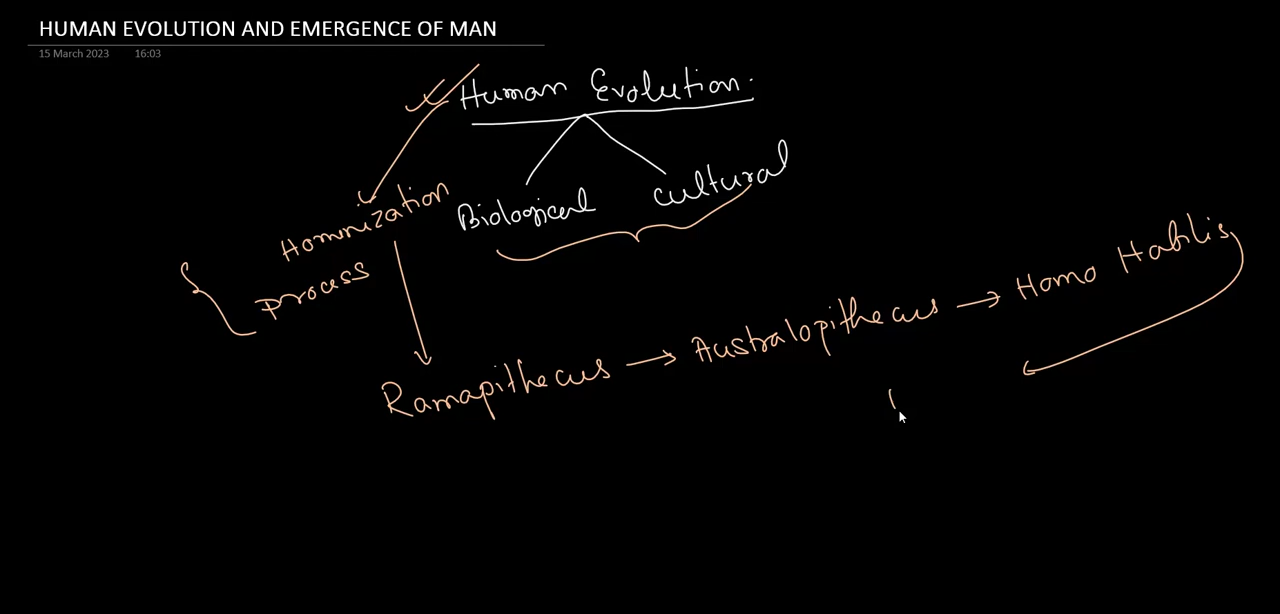 HUMAN EVOLUTION AND EMERGENCE OF MAN
15 March 2023 16:03
Human Evolution.
Biological cultural
Hominization
process
Ramapithecus → Australopithecus → Homo Habilis